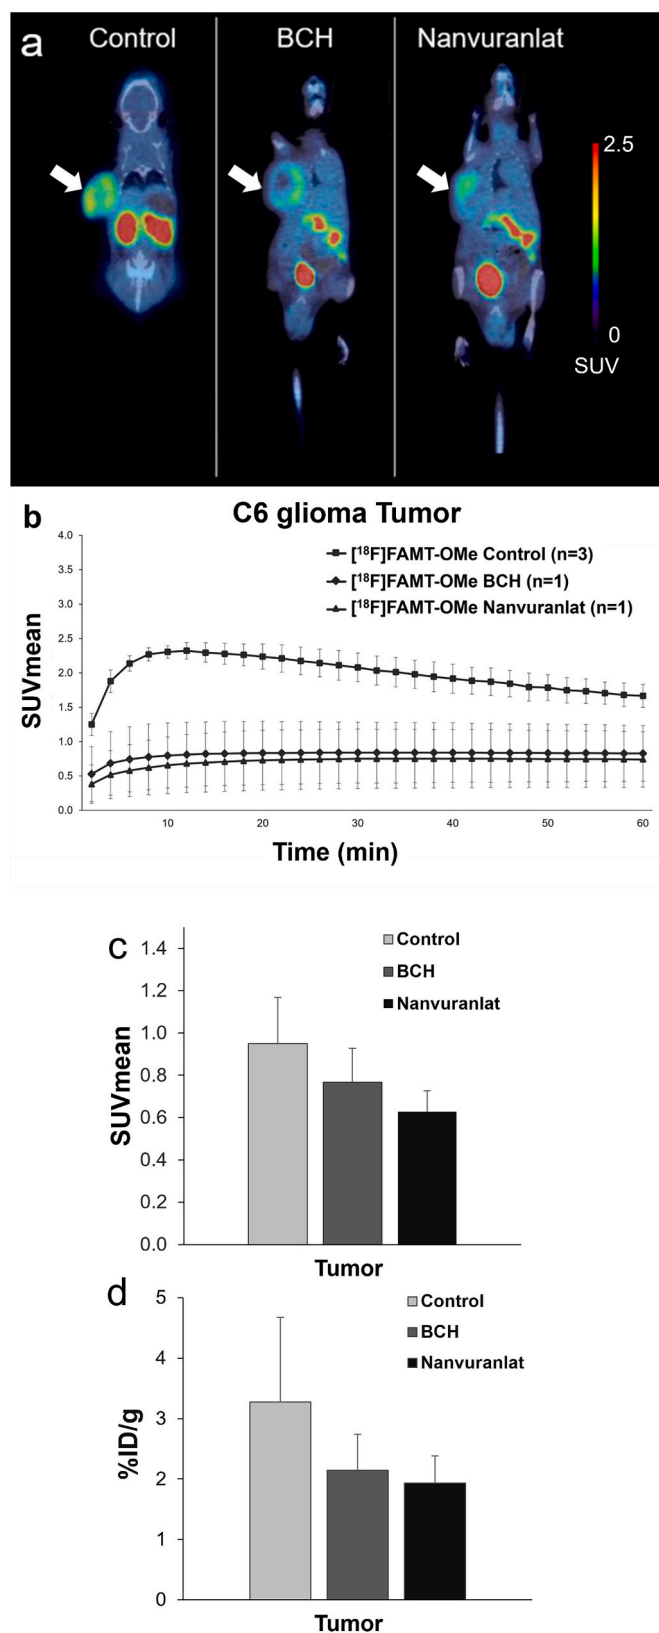 a
Control BCH Nanvuranlat
2.5
0
SUV
b
C6 glioma Tumor
[¹⁸F]FAMT-OMe Control (n=3)
[¹⁸F]FAMT-OMe BCH (n=1)
[¹⁸F]FAMT-OMe Nanvuranlat (n=1)
SUVmean
4.0
3.5
3.0
2.5
2.0
1.5
1.0
0.5
0.0
10 20 30 40 50 60
Time (min)
c
Control
BCH
Nanvuranlat
SUVmean
1.4
1.2
1.0
0.8
0.6
0.4
0.2
0.0
Tumor
d
Control
BCH
Nanvuranlat
%ID/g
5
4
3
2
1
0
Tumor